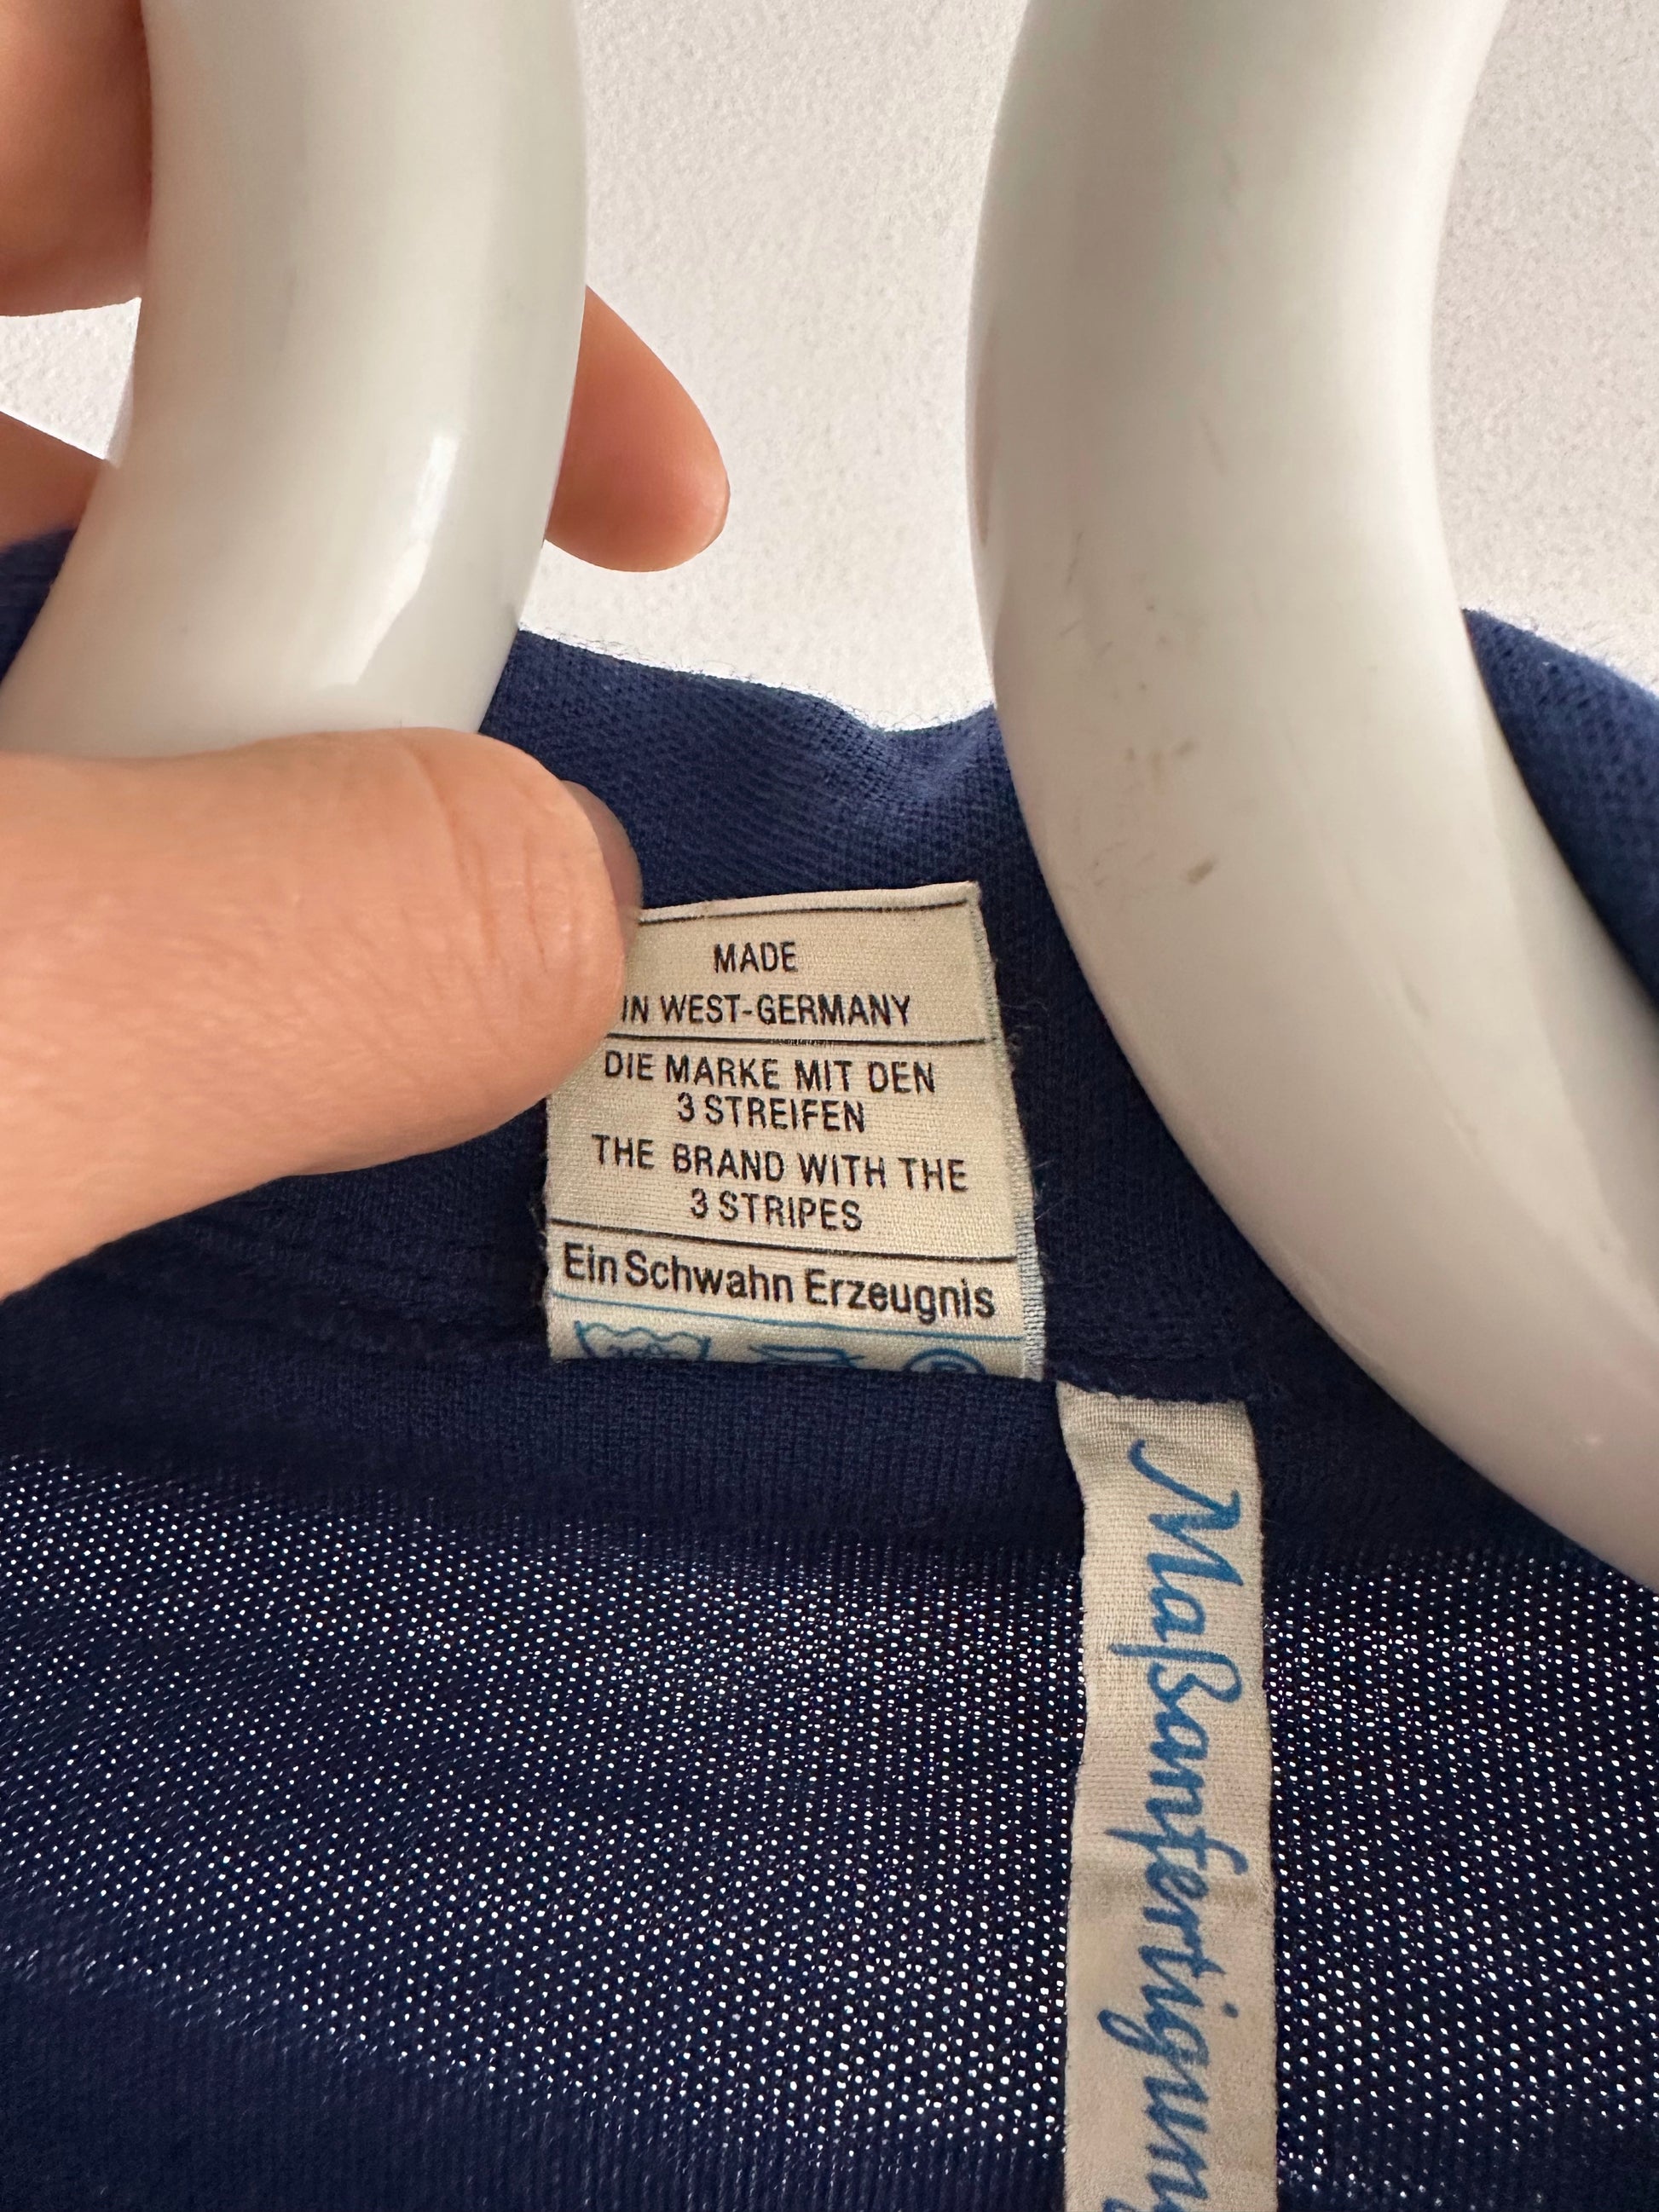 MADE
IN WEST-GERMANY
DIE MARKE MIT DEN
3 STREIFEN
THE BRAND WITH THE
3 STRIPES
Ein Schwahn Erzeugnis
Maßanfertigung